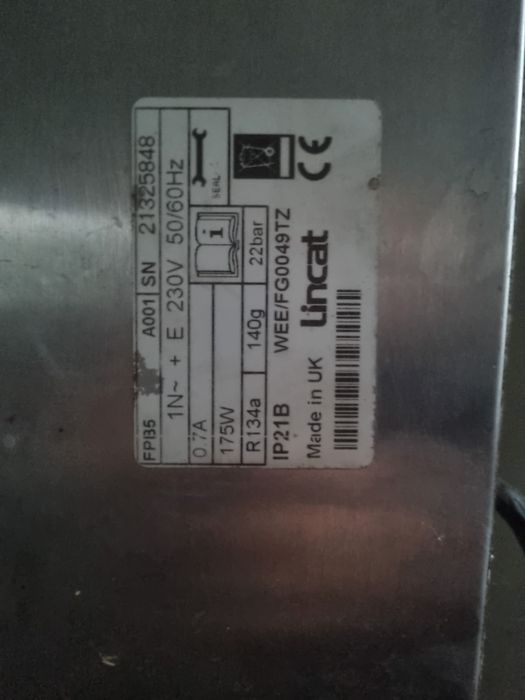 FPB5 A001 SN 21325848
1N~ + E 230V 50/60Hz
0.7A
175W
R134a 140g 22bar
IP21B WEE/FG0049TZ
Made in UK Lincat
CE